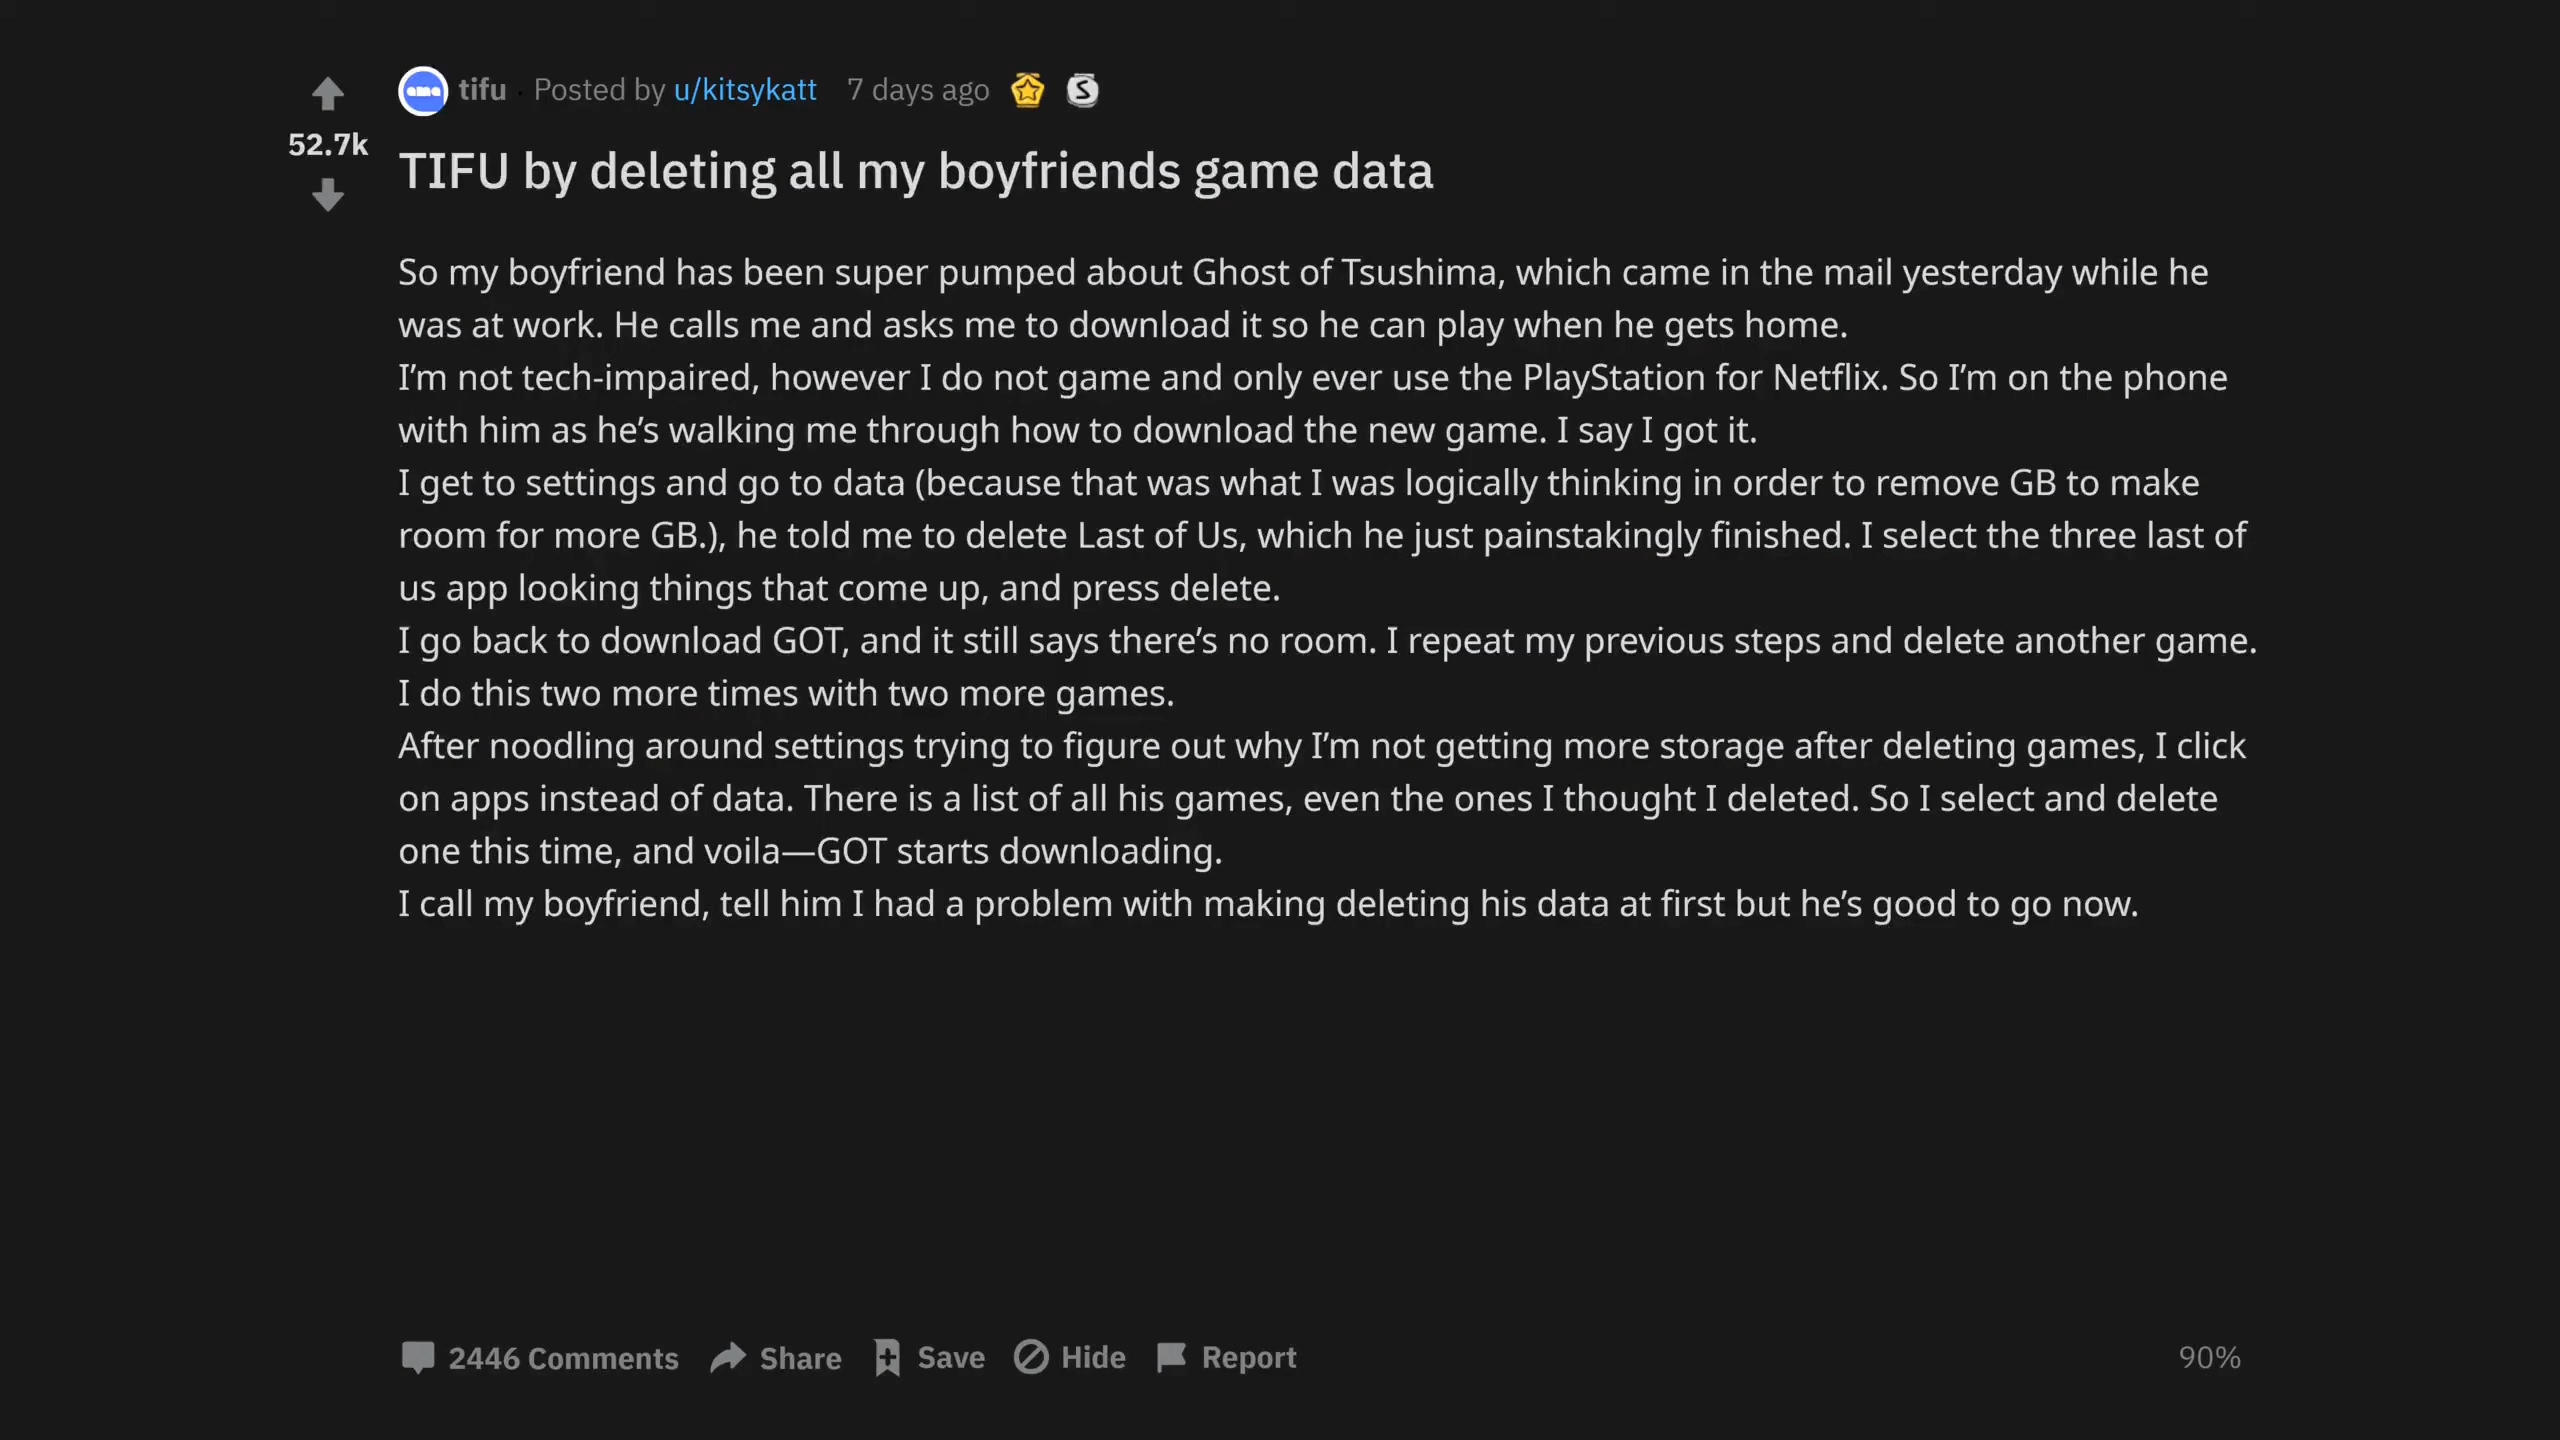 tifu · Posted by u/kitsykatt 7 days ago
52.7k
TIFU by deleting all my boyfriends game data
So my boyfriend has been super pumped about Ghost of Tsushima, which came in the mail yesterday while he
was at work. He calls me and asks me to download it so he can play when he gets home.
I’m not tech-impaired, however I do not game and only ever use the PlayStation for Netflix. So I’m on the phone
with him as he’s walking me through how to download the new game. I say I got it.
I get to settings and go to data (because that was what I was logically thinking in order to remove GB to make
room for more GB.), he told me to delete Last of Us, which he just painstakingly finished. I select the three last of
us app looking things that come up, and press delete.
I go back to download GOT, and it still says there’s no room. I repeat my previous steps and delete another game.
I do this two more times with two more games.
After noodling around settings trying to figure out why I’m not getting more storage after deleting games, I click
on apps instead of data. There is a list of all his games, even the ones I thought I deleted. So I select and delete
one this time, and voila—GOT starts downloading.
I call my boyfriend, tell him I had a problem with making deleting his data at first but he’s good to go now.
2446 Comments Share Save Hide Report 90%